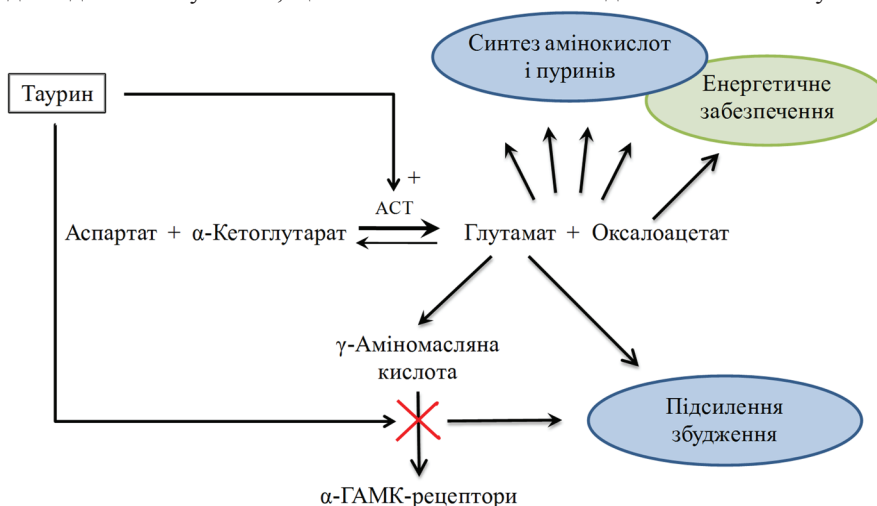 Синтез амінокислот
і пуринів
Енергетичне
забезпечення
Таурин
+
АСТ
Аспартат + α-Кетоглутарат
Глутамат + Оксалоацетат
γ-Аміномасляна
кислота
Підсилення
збудження
α-ГАМК-рецептори